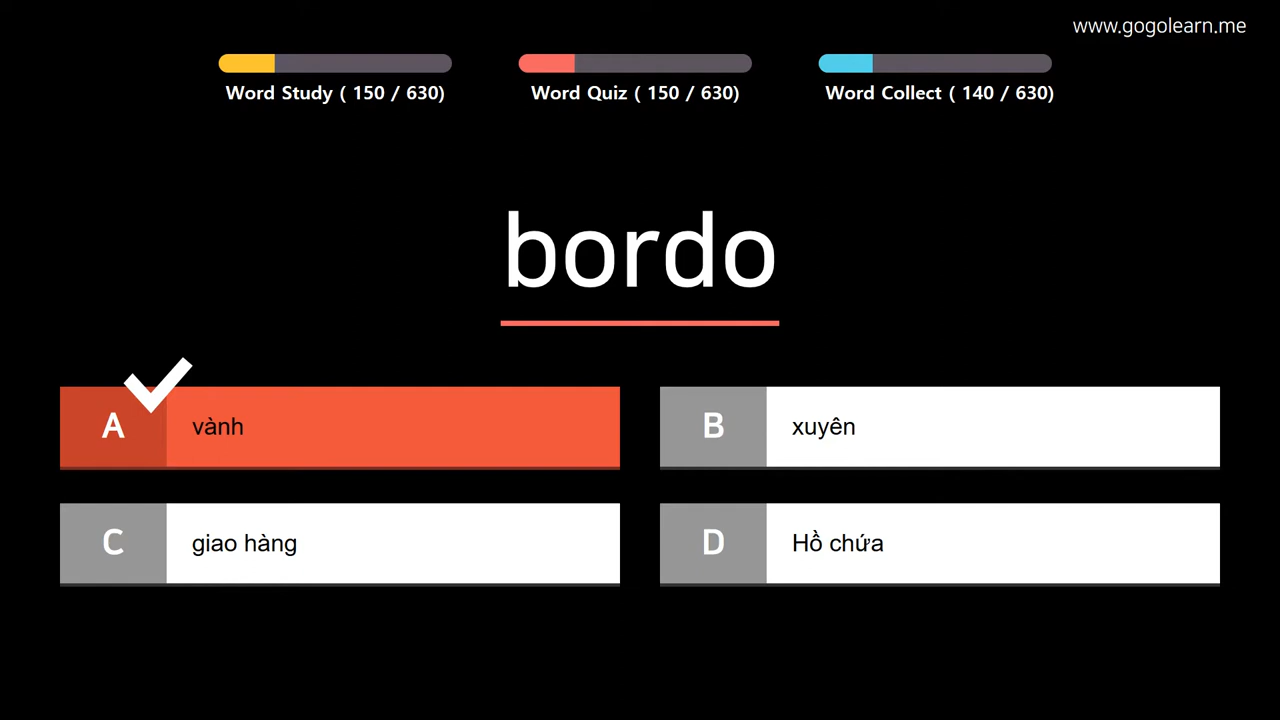 www.gogolearn.me
Word Study ( 150 / 630)
Word Quiz ( 150 / 630)
Word Collect ( 140 / 630)
bordo
A vành
B xuyên
C giao hàng
D Hồ chứa